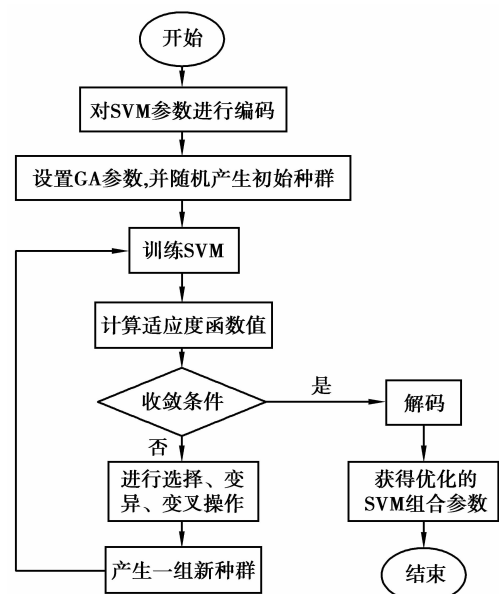 开始
对SVM参数进行编码
设置GA参数,并随机产生初始种群
训练SVM
计算适应度函数值
收敛条件
是
解码
否
进行选择、变
异、变叉操作
获得优化的
SVM组合参数
产生一组新种群
结束